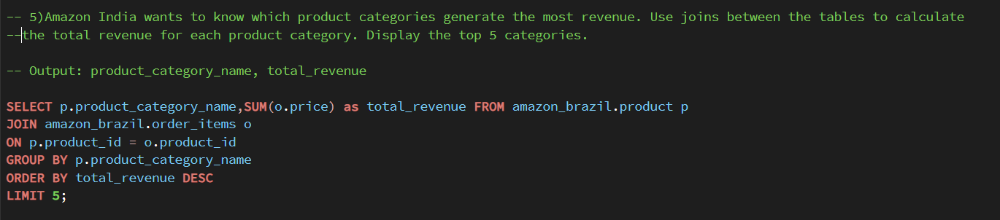 -- 5)Amazon India wants to know which product categories generate the most revenue. Use joins between the tables to calculate
--the total revenue for each product category. Display the top 5 categories.
-- Output: product_category_name, total_revenue
SELECT p.product_category_name,SUM(o.price) as total_revenue FROM amazon_brazil.product p
JOIN amazon_brazil.order_items o
ON p.product_id = o.product_id
GROUP BY p.product_category_name
ORDER BY total_revenue DESC
LIMIT 5;